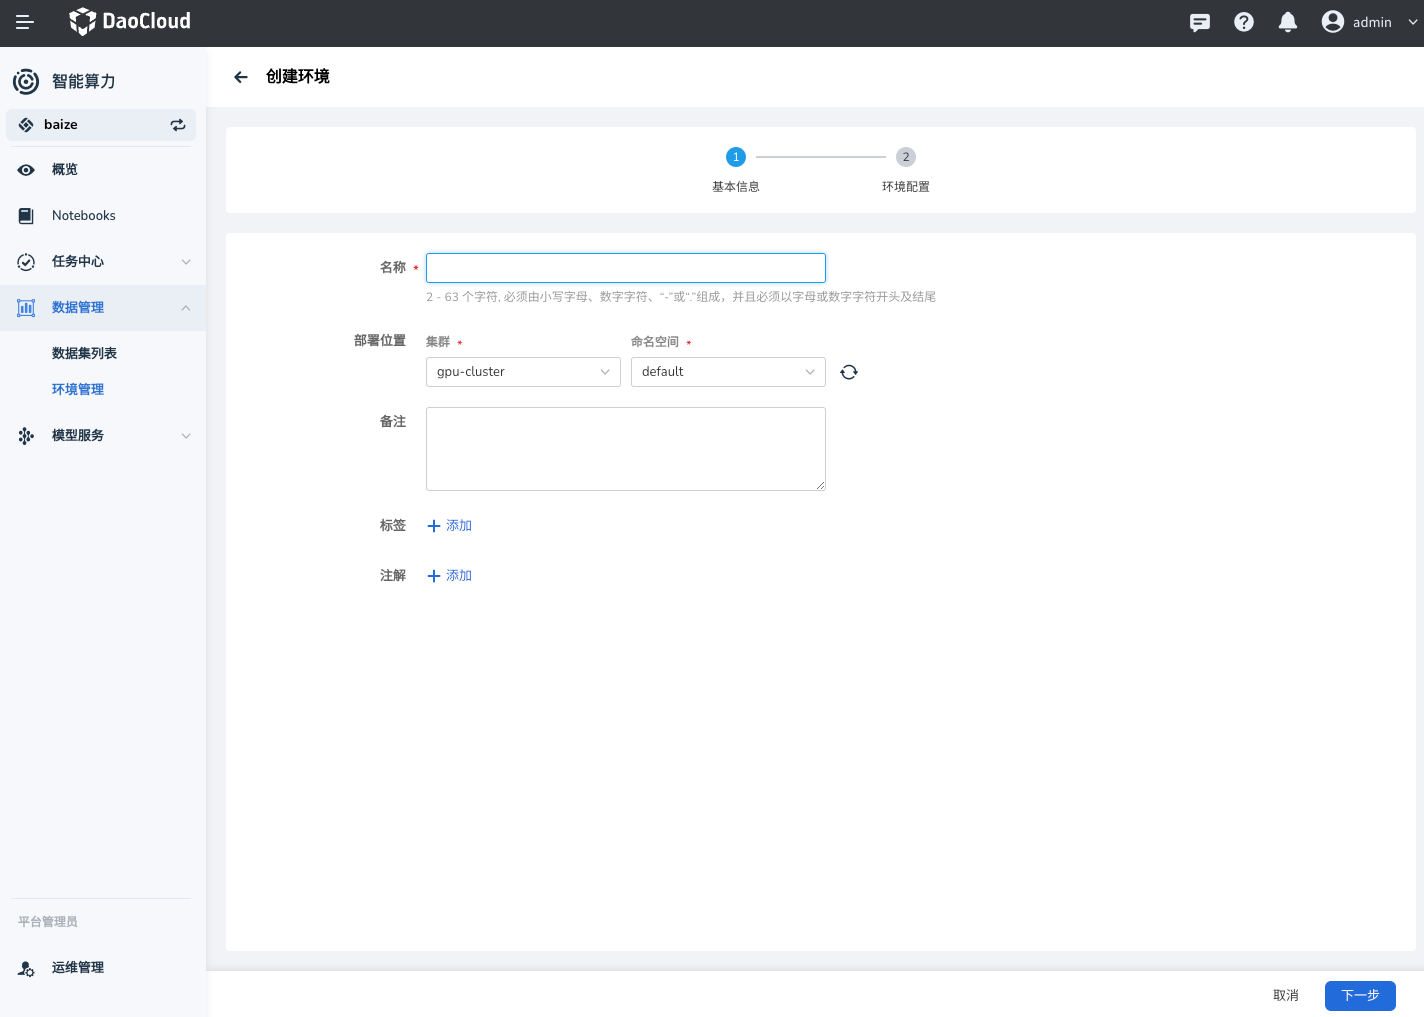 DaoCloud
admin
智能算力
baize
概览
Notebooks
任务中心
数据管理
数据集列表
环境管理
模型服务
平台管理员
运维管理
创建环境
1
2
基本信息
环境配置
名称 *
2 - 63 个字符, 必须由小写字母、数字字符、“-”或“.”组成，并且必须以字母或数字字符开头及结尾
部署位置
集群 *
命名空间 *
gpu-cluster
default
备注
标签
添加
注解
添加
取消
下一步